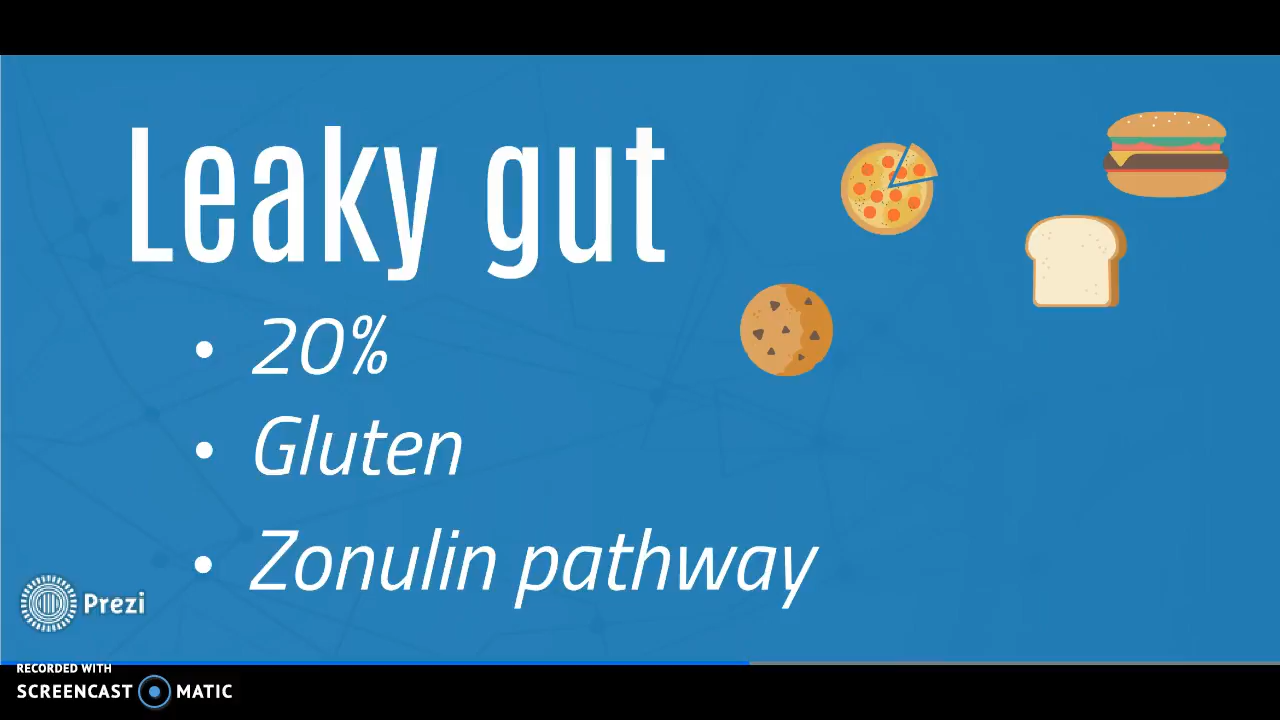 Leaky gut
• 20%
• Gluten
• Zonulin pathway
Prezi
RECORDED WITH
SCREENCAST MATIC